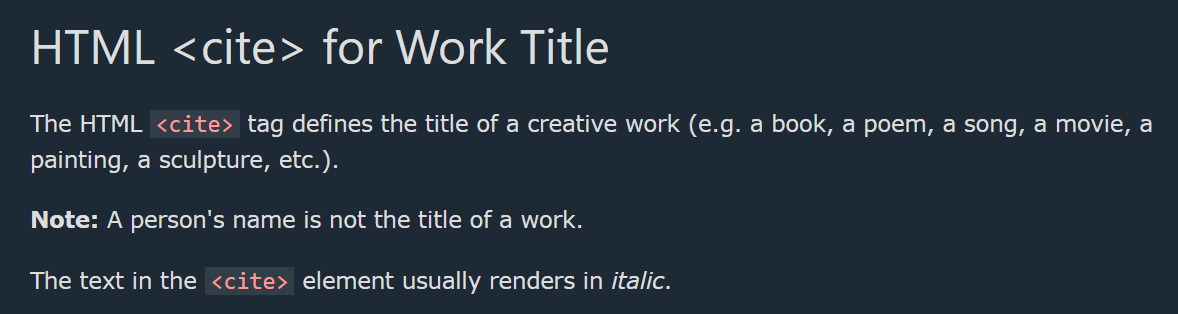 HTML <cite> for Work Title
The HTML <cite> tag defines the title of a creative work (e.g. a book, a poem, a song, a movie, a
painting, a sculpture, etc.).
Note: A person's name is not the title of a work.
The text in the <cite> element usually renders in italic.